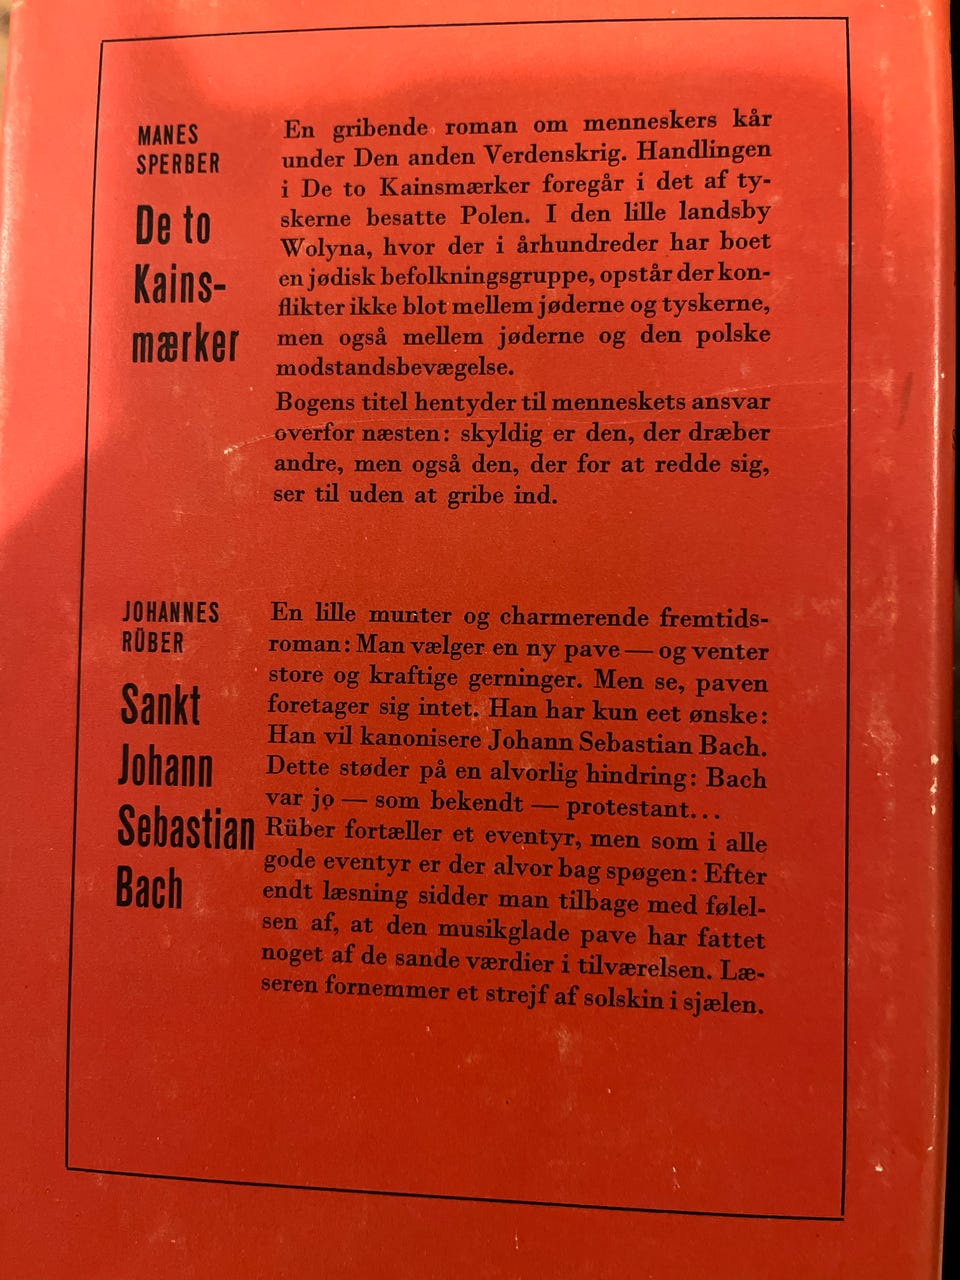 MANES
SPERBER
De to
Kains-
mærker
En gribende roman om menneskers kår
under Den anden Verdenskrig. Handlingen
i De to Kainsmærker foregår i det af ty-
skerne besatte Polen. I den lille landsby
Wolyna, hvor der i århundreder har boet
en jødisk befolkningsgruppe, opstår der kon-
flikter ikke blot mellem jøderne og tyskerne,
men også mellem jøderne og den polske
modstandsbevægelse.
Bogens titel hentyder til menneskets ansvar
overfor næsten: skyldig er den, der dræber
andre, men også den, der for at redde sig,
ser til uden at gribe ind.
JOHANNES
RÜBER
Sankt
Johann
Sebastian
Bach
En lille munter og charmerende fremtids-
roman: Man vælger en ny pave — og venter
store og kraftige gerninger. Men se, paven
foretager sig intet. Han har kun eet ønske:
Han vil kanonisere Johann Sebastian Bach.
Dette støder på en alvorlig hindring: Bach
var jo — som bekendt — protestant...
Rüber fortæller et eventyr, men som i alle
gode eventyr er der alvor bag spøgen: Efter
endt læsning sidder man tilbage med følel-
sen af, at den musikglade pave har fattet
noget af de sande værdier i tilværelsen. Læ-
seren fornemmer et strejf af solskin i sjælen.